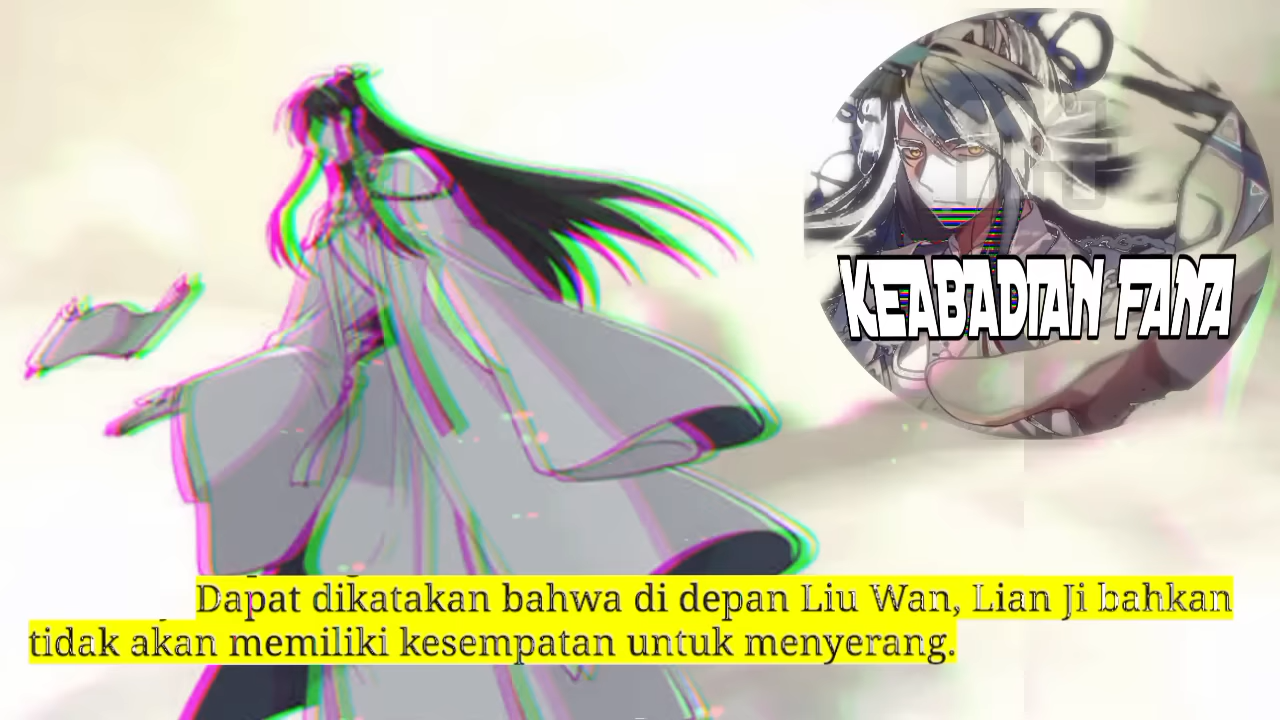 KEABADIAN FANA
Dapat dikatakan bahwa di depan Liu Wan, Lian Ji bahkan
tidak akan memiliki kesempatan untuk menyerang.